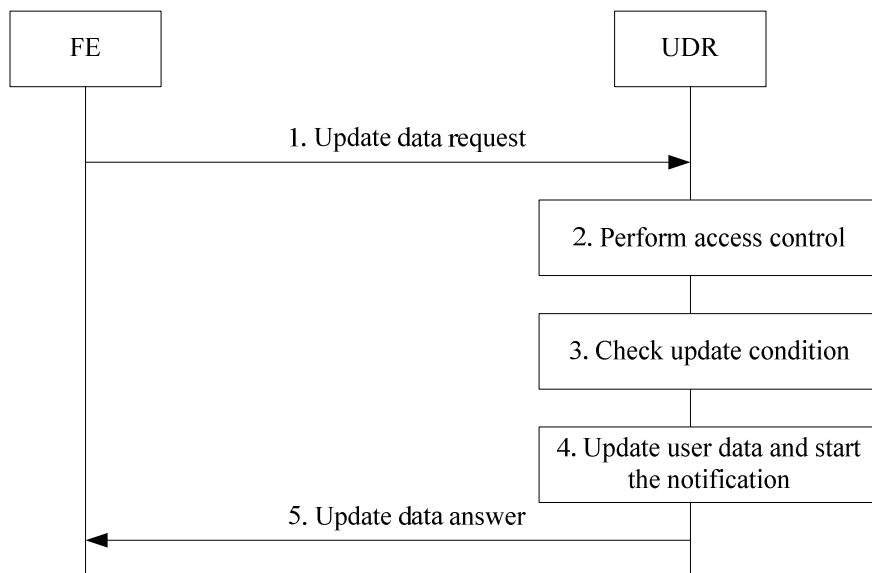 FE
UDR
1. Update data request
2. Perform access control
3. Check update condition
4. Update user data and start
the notification
5. Update data answer